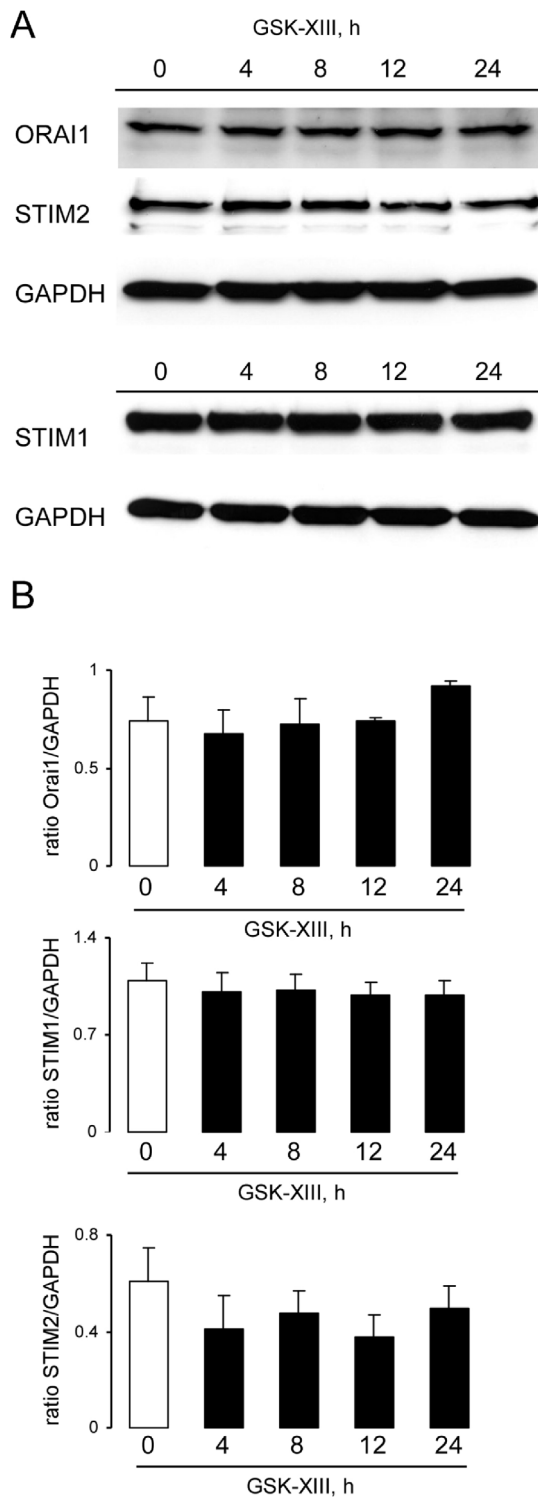 A
GSK-XIII, h
0 4 8 12 24
ORAI1
STIM2
GAPDH
0 4 8 12 24
STIM1
GAPDH
B
ratio Orai1/GAPDH
1
0.5
0
0 4 8 12 24
GSK-XIII, h
ratio STIM1/GAPDH
1.4
0.7
0
0 4 8 12 24
GSK-XIII, h
ratio STIM2/GAPDH
0.8
0.4
0
0 4 8 12 24
GSK-XIII, h